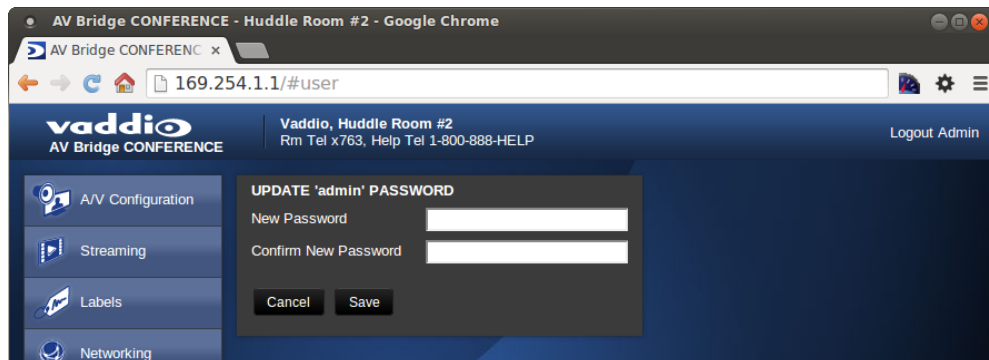 AV Bridge CONFERENCE - Huddle Room #2 - Google Chrome
AV Bridge CONFERENC
169.254.1.1/#user
vaddio
AV Bridge CONFERENCE
Vaddio, Huddle Room #2
Rm Tel x763, Help Tel 1-800-888-HELP
Logout Admin
A/V Configuration
Streaming
Labels
Networking
UPDATE 'admin' PASSWORD
New Password
Confirm New Password
Cancel Save